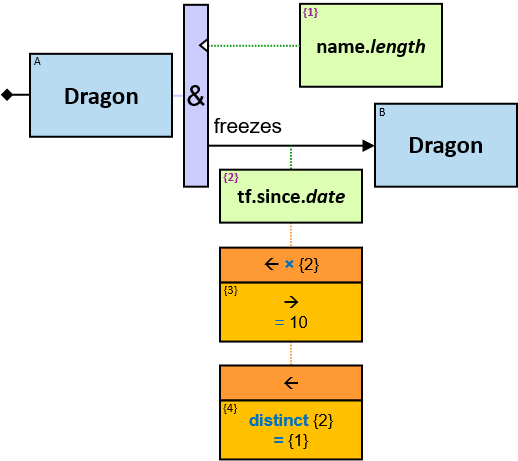 {1}
name.length
A
Dragon
&
freezes
B
Dragon
{2}
tf.since.date
← × {2}
{3}
→
= 10
←
{4}
distinct {2}
= {1}